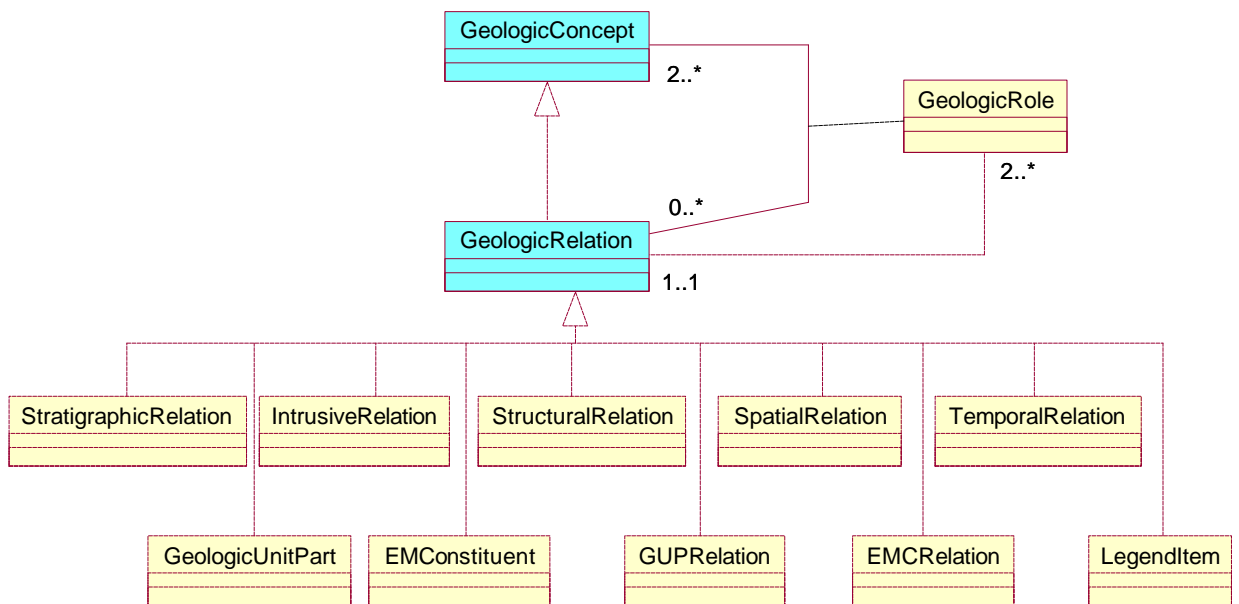 GeologicConcept
2..*
GeologicRole
2..*
0..*
GeologicRelation
1..1
StratigraphicRelation
IntrusiveRelation
StructuralRelation
SpatialRelation
TemporalRelation
GeologicUnitPart
EMConstituent
GUPRelation
EMCRelation
LegendItem